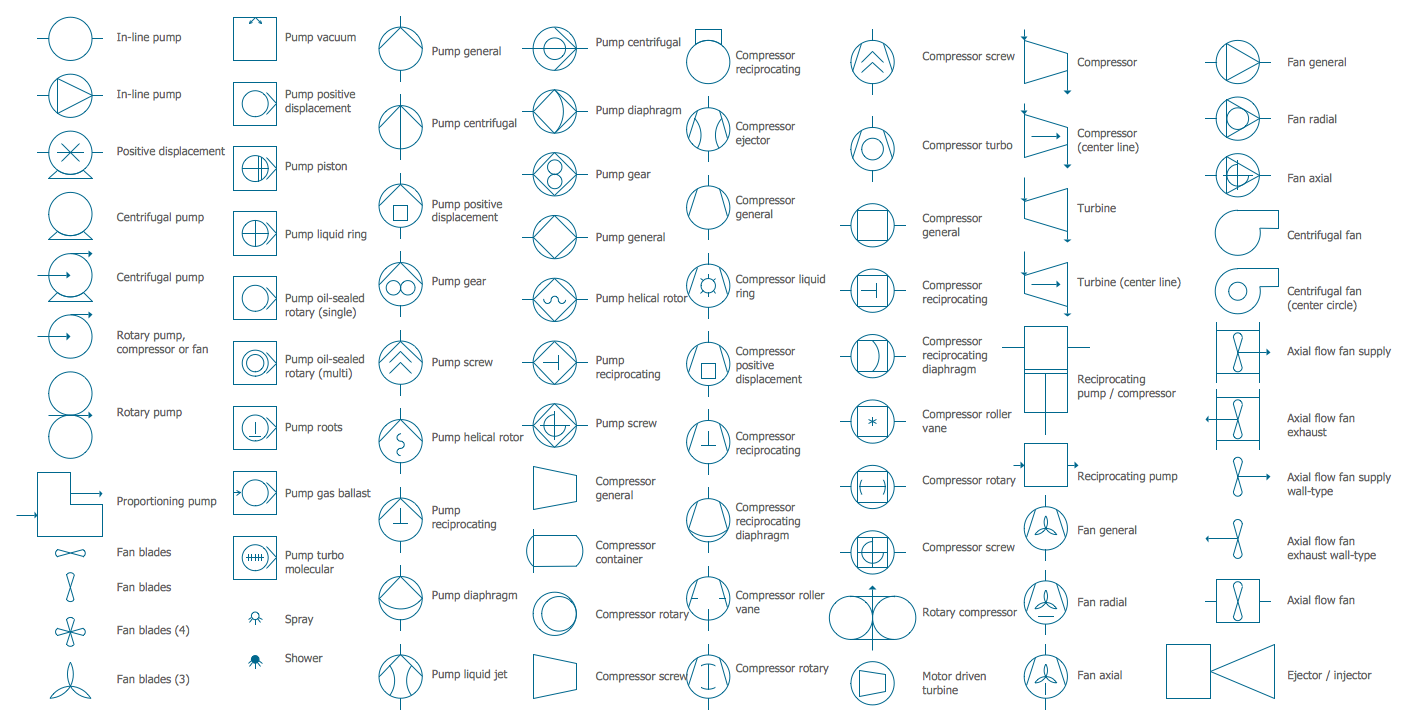 In-line pump
In-line pump
Positive displacement
Centrifugal pump
Centrifugal pump
Rotary pump,
compressor or fan
Rotary pump
Proportioning pump
Fan blades
Fan blades
Fan blades (4)
Fan blades (3)
Pump vacuum
Pump positive
displacement
Pump piston
Pump liquid ring
Pump oil-sealed
rotary (single)
Pump oil-sealed
rotary (multi)
Pump roots
Pump gas ballast
Pump turbo
molecular
Spray
Shower
Pump general
Pump centrifugal
Pump positive
displacement
Pump gear
Pump screw
Pump helical rotor
Pump
reciprocating
Pump diaphragm
Pump liquid jet
Pump centrifugal
Pump diaphragm
Pump gear
Pump general
Pump helical rotor
Pump
reciprocating
Pump screw
Compressor
general
Compressor
container
Compressor rotary
Compressor screw
Compressor
reciprocating
Compressor
ejector
Compressor
general
Compressor liquid
ring
Compressor
positive
displacement
Compressor
reciprocating
Compressor
reciprocating
diaphragm
Compressor roller
vane
Compressor rotary
Compressor screw
Compressor turbo
Compressor
general
Compressor
reciprocating
Compressor
reciprocating
diaphragm
Compressor roller
vane
Compressor rotary
Compressor screw
Rotary compressor
Motor driven
turbine
Compressor
Compressor
(center line)
Turbine
Turbine (center line)
Reciprocating
pump / compressor
Reciprocating pump
Fan general
Fan radial
Fan axial
Fan general
Fan radial
Fan axial
Centrifugal fan
Centrifugal fan
(center circle)
Axial flow fan supply
Axial flow fan
exhaust
Axial flow fan supply
wall-type
Axial flow fan
exhaust wall-type
Axial flow fan
Ejector / injector